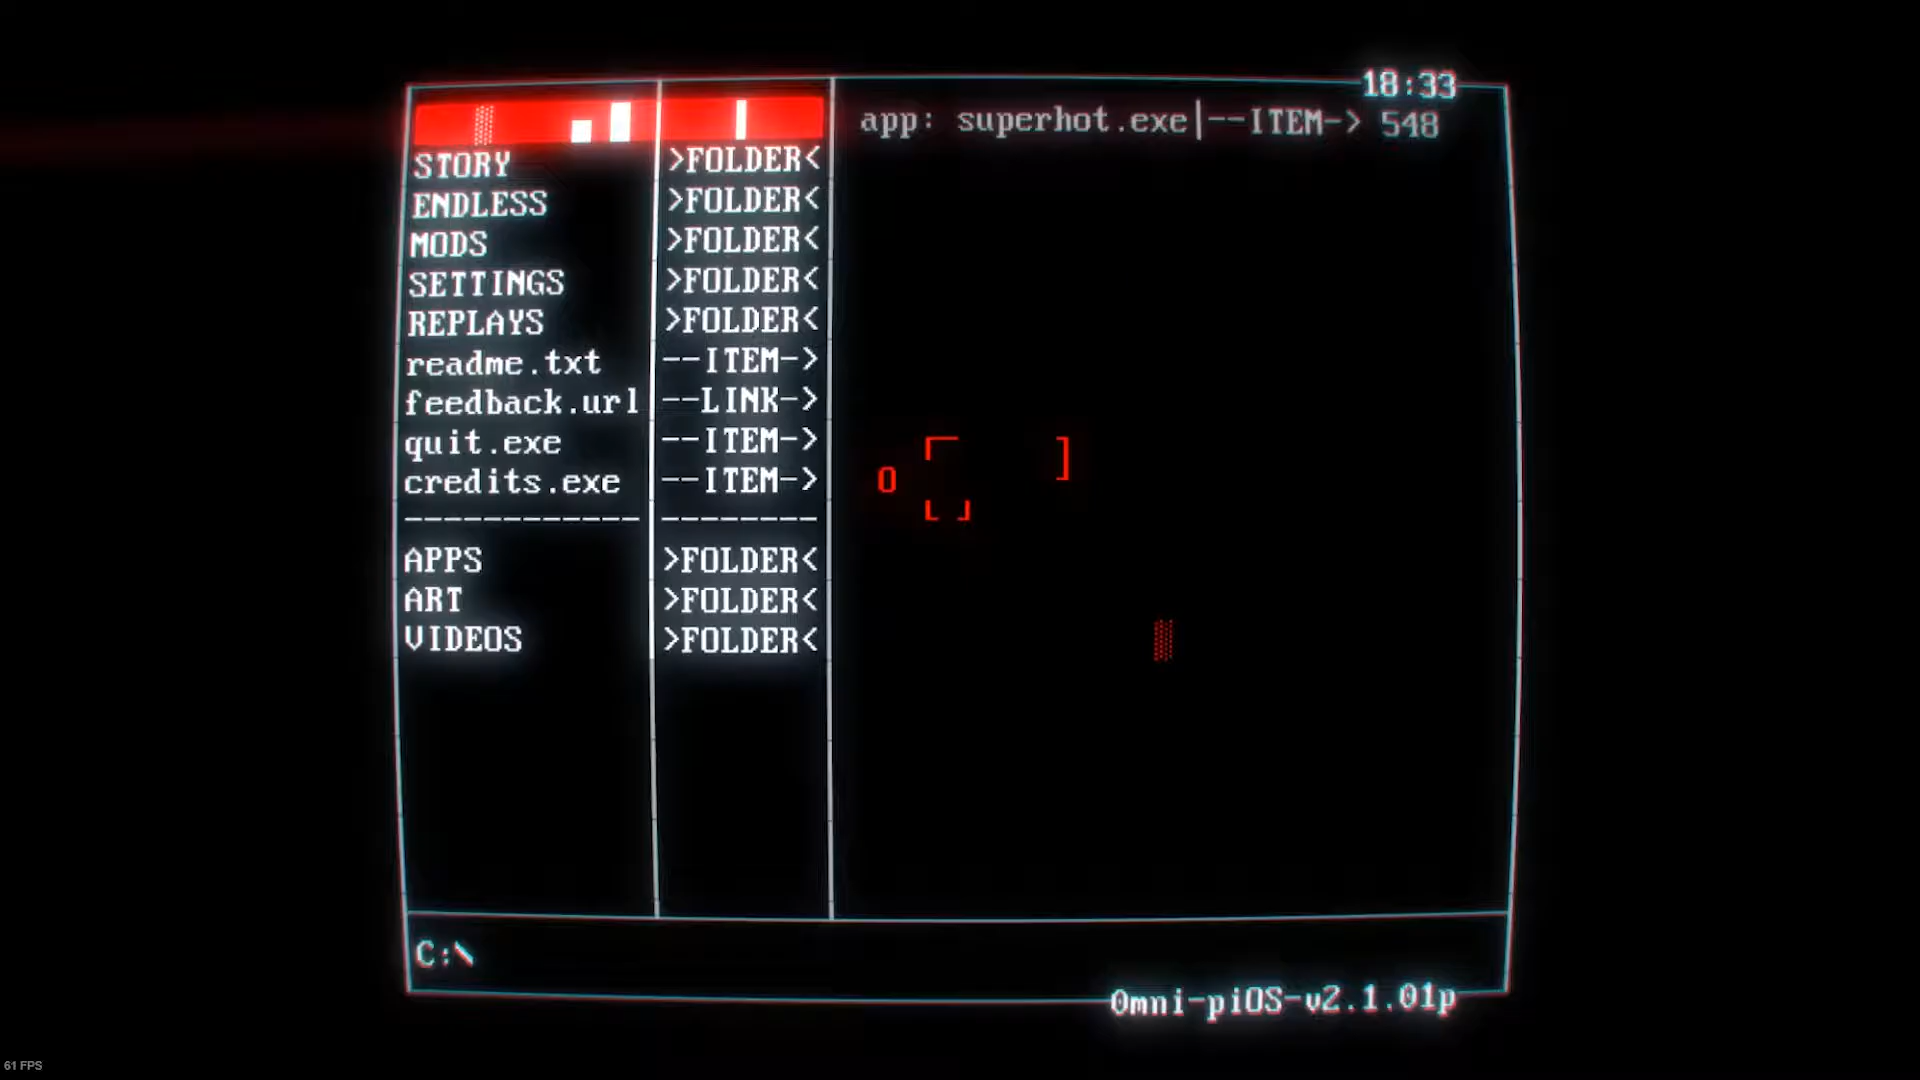 18:33
app: superhot.exe|--ITEM-> 548
STORY >FOLDER<
ENDLESS >FOLDER<
MODS >FOLDER<
SETTINGS >FOLDER<
REPLAYS >FOLDER<
readme.txt --ITEM->
feedback.url --LINK->
quit.exe --ITEM->
credits.exe --ITEM->
APPS >FOLDER<
ART >FOLDER<
VIDEOS >FOLDER<
O
C:\
Omni-piOS-v2.1.01p
61 FPS